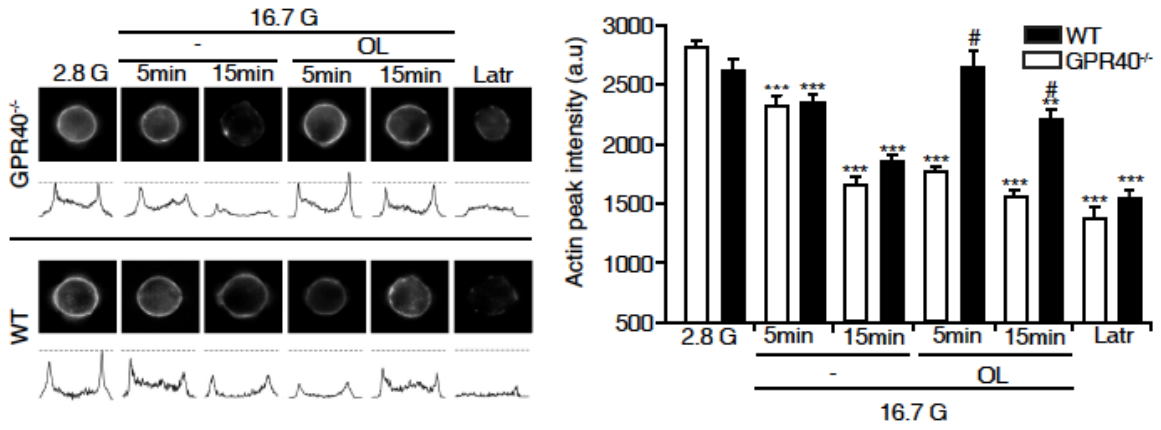 16.7 G
- OL
2.8 G 5min 15min 5min 15min Latr
GPR40-/-
WT
Actin peak intensity (a.u)
3000
2500
2000
1500
1000
500
WT
GPR40-/-
*** ***
*** ***
*** #
*** #
**
*** ***
2.8 G 5min 15min 5min 15min Latr
- OL
16.7 G